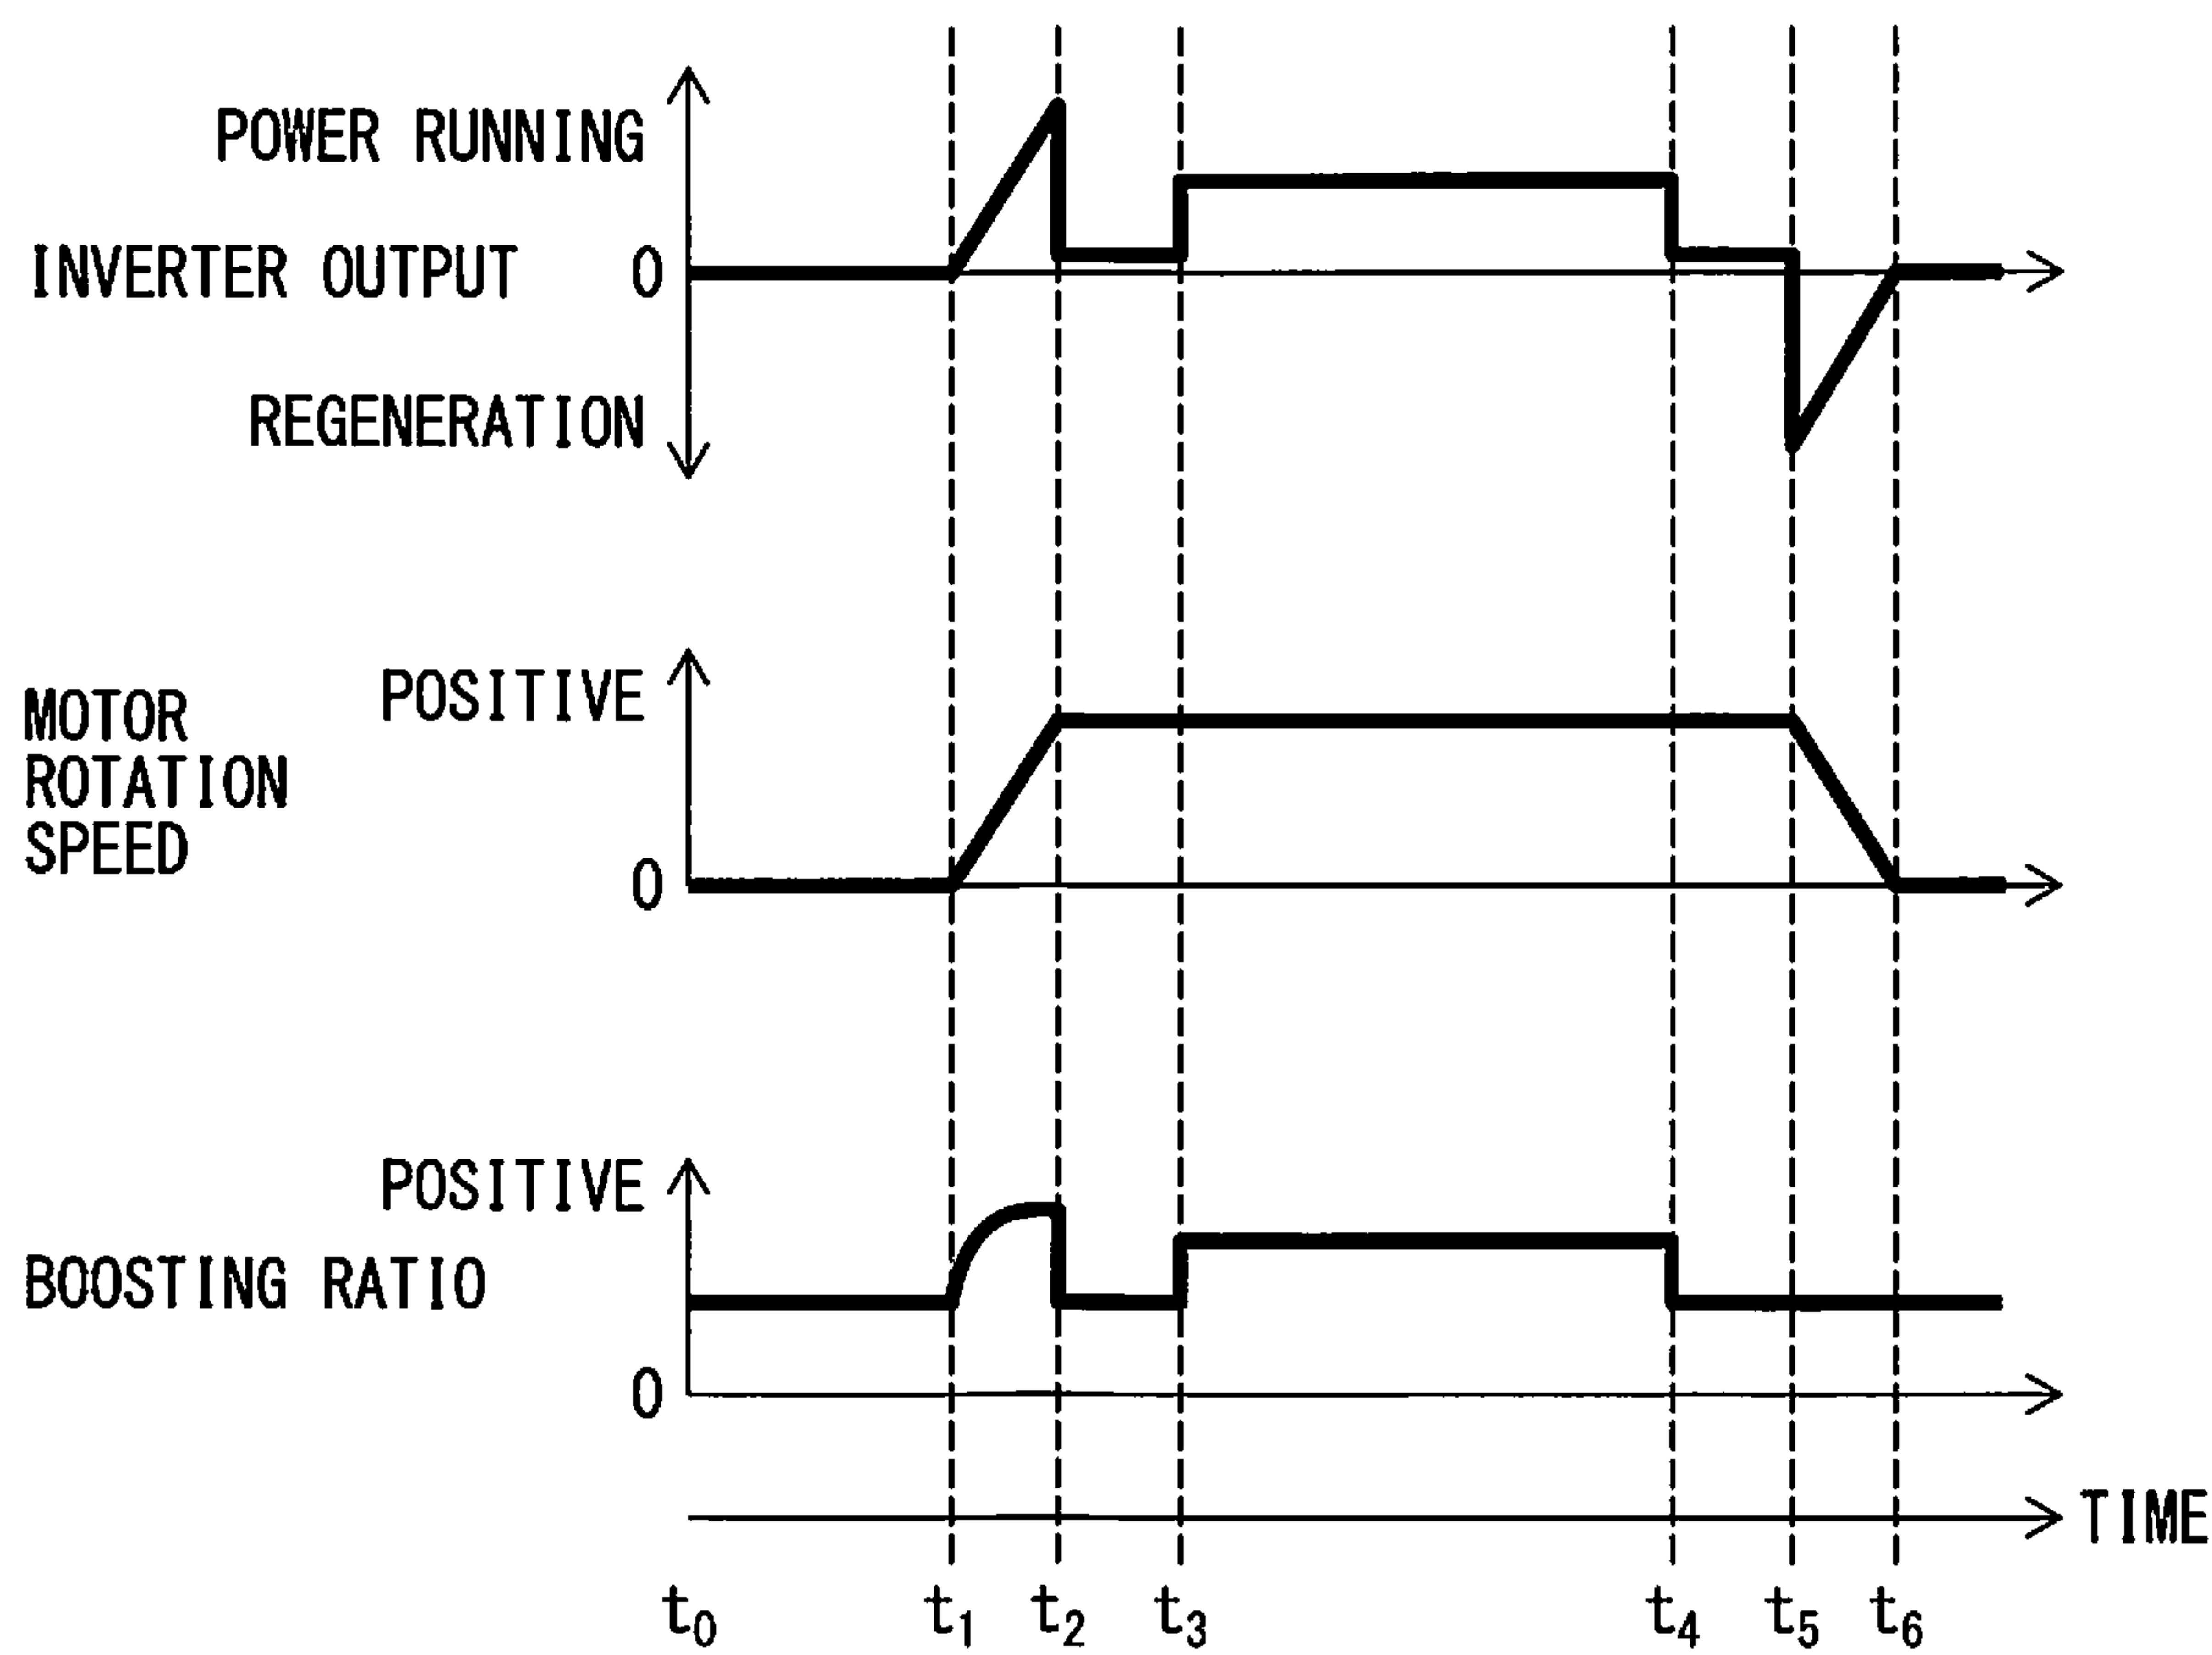 POWER RUNNING
INVERTER OUTPUT 0
REGENERATION
POSITIVE
MOTOR
ROTATION
SPEED
0
POSITIVE
BOOSTING RATIO
0
TIME
t0 t1 t2 t3 t4 t5 t6